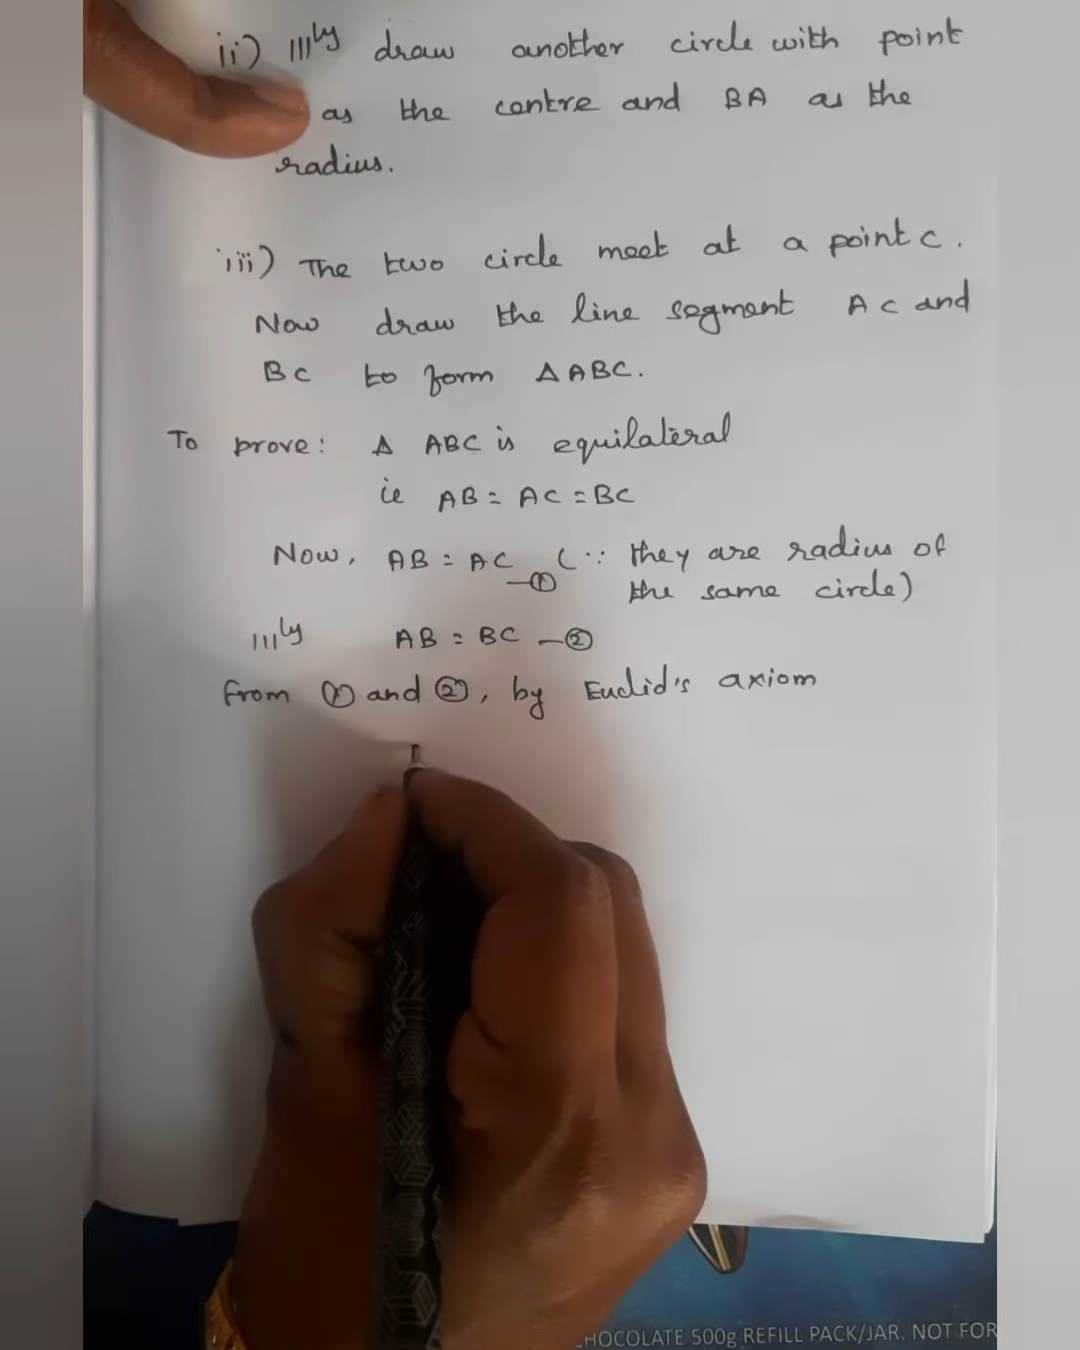 ii) |||ly draw another circle with point
as the centre and BA as the
radius.
iii) The two circle meet at a point C.
Now draw the line segment AC and
BC to form ΔABC.
To prove: Δ ABC is equilateral
ie AB = AC = BC
Now, AB = AC —① (∵ they are radius of
the same circle)
|||ly AB = BC —②
From ① and ②, by Euclid's axiom
HOCOLATE 500g REFILL PACK/JAR. NOT FOR